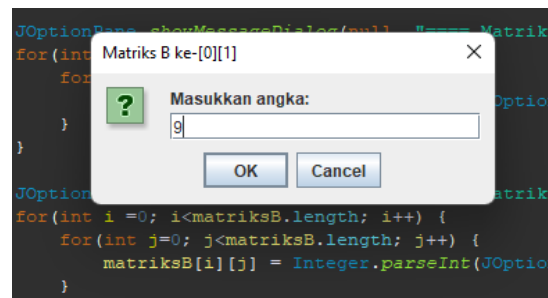 JOptionPane.showMessageDialog(null, "==== Matrik
for(int
Matriks B ke-[0][1]
for
Masukkan angka:
Optio
9
}
}
OK
Cancel
JOption
atrik
for(int i =0; i<matriksB.length; i++) {
for(int j=0; j<matriksB.length; j++) {
matriksB[i][j] = Integer.parseInt(JOptio
}